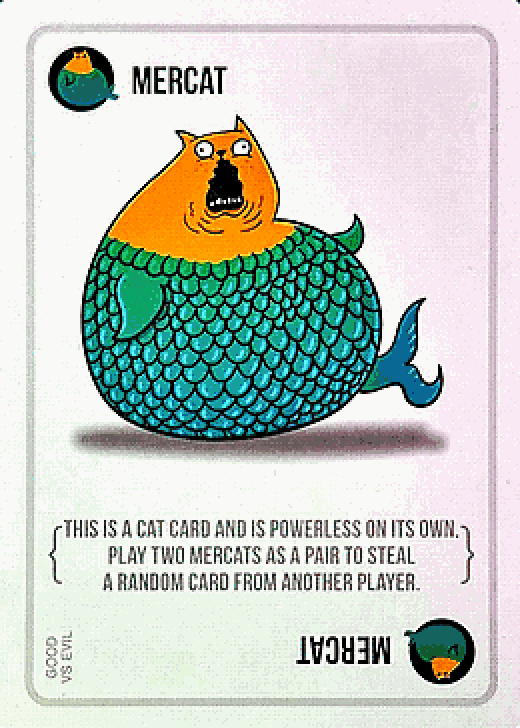 MERCAT
THIS IS A CAT CARD AND IS POWERLESS ON ITS OWN.
PLAY TWO MERCATS AS A PAIR TO STEAL
A RANDOM CARD FROM ANOTHER PLAYER.
GOOD
VS EVIL
MERCAT